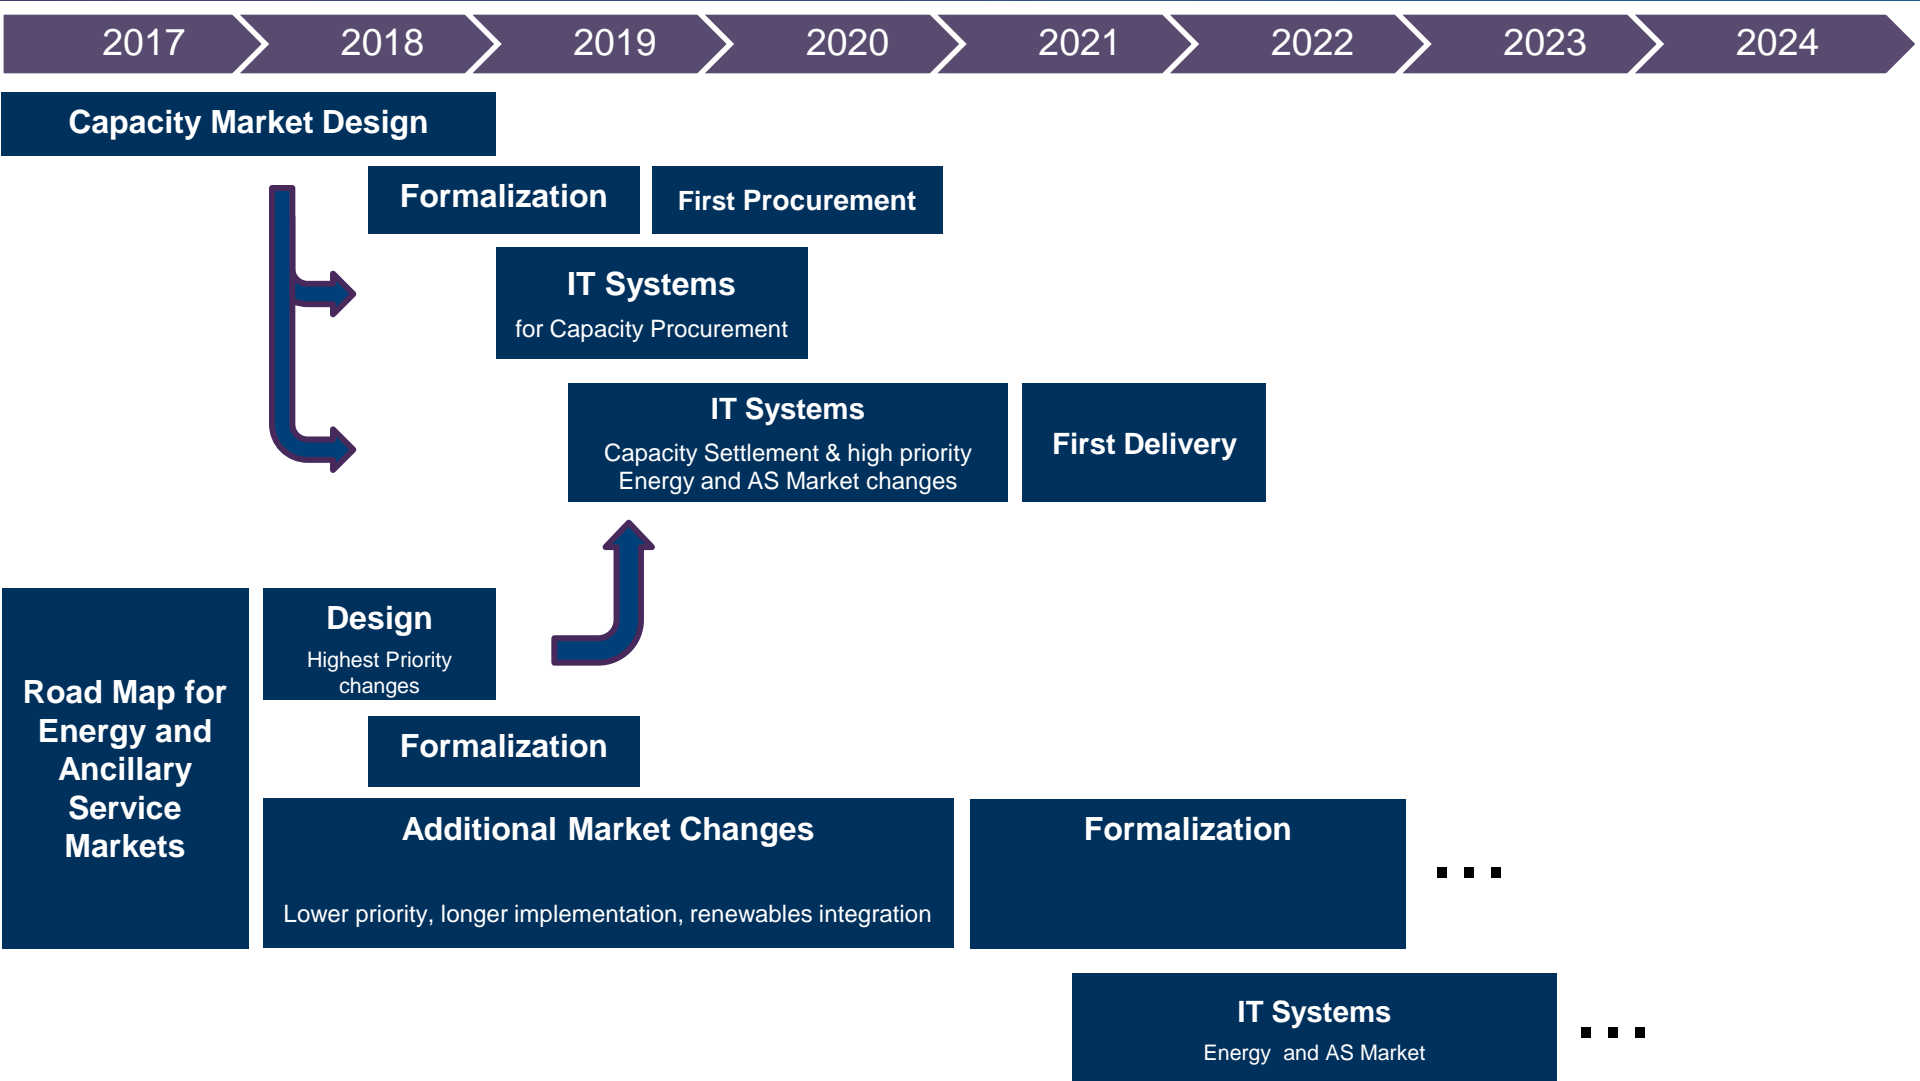 2017 2018 2019 2020 2021 2022 2023 2024
Capacity Market Design
Formalization
First Procurement
IT Systems
for Capacity Procurement
IT Systems
Capacity Settlement & high priority
Energy and AS Market changes
First Delivery
Road Map for
Energy and
Ancillary
Service
Markets
Design
Highest Priority
changes
Formalization
Additional Market Changes
Lower priority, longer implementation, renewables integration
Formalization
...
IT Systems
Energy and AS Market
...